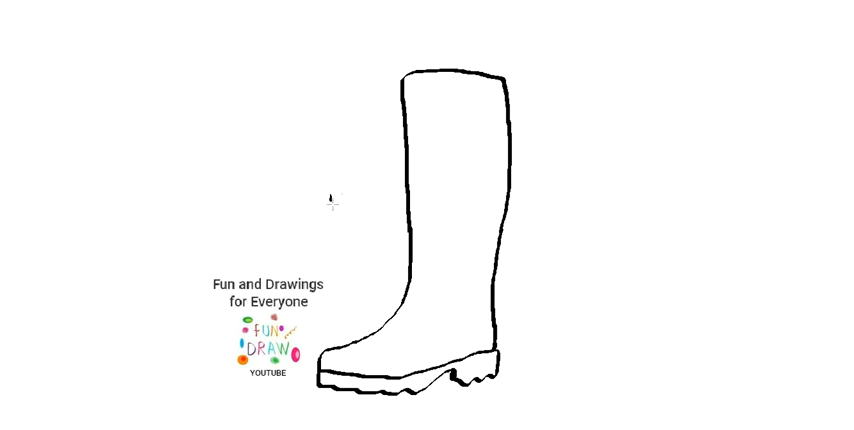 Fun and Drawings
for Everyone
FUN
DRAW
YOUTUBE